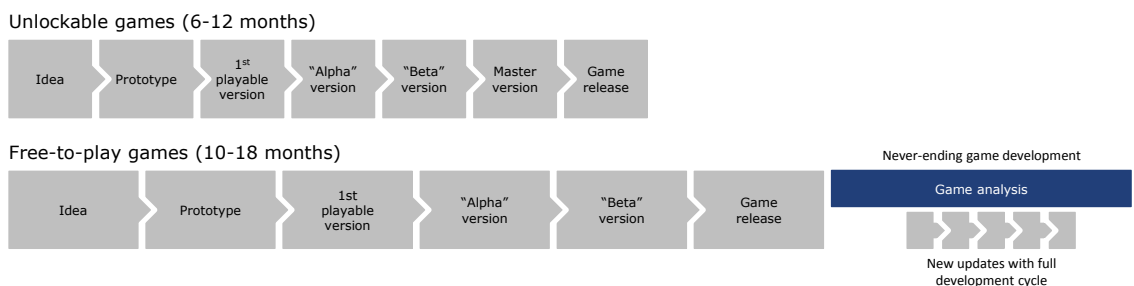 Unlockable games (6-12 months)
Idea
Prototype
1st
playable
version
"Alpha"
version
"Beta"
version
Master
version
Game
release
Free-to-play games (10-18 months)
Idea
Prototype
1st
playable
version
"Alpha"
version
"Beta"
version
Game
release
Never-ending game development
Game analysis
New updates with full
development cycle